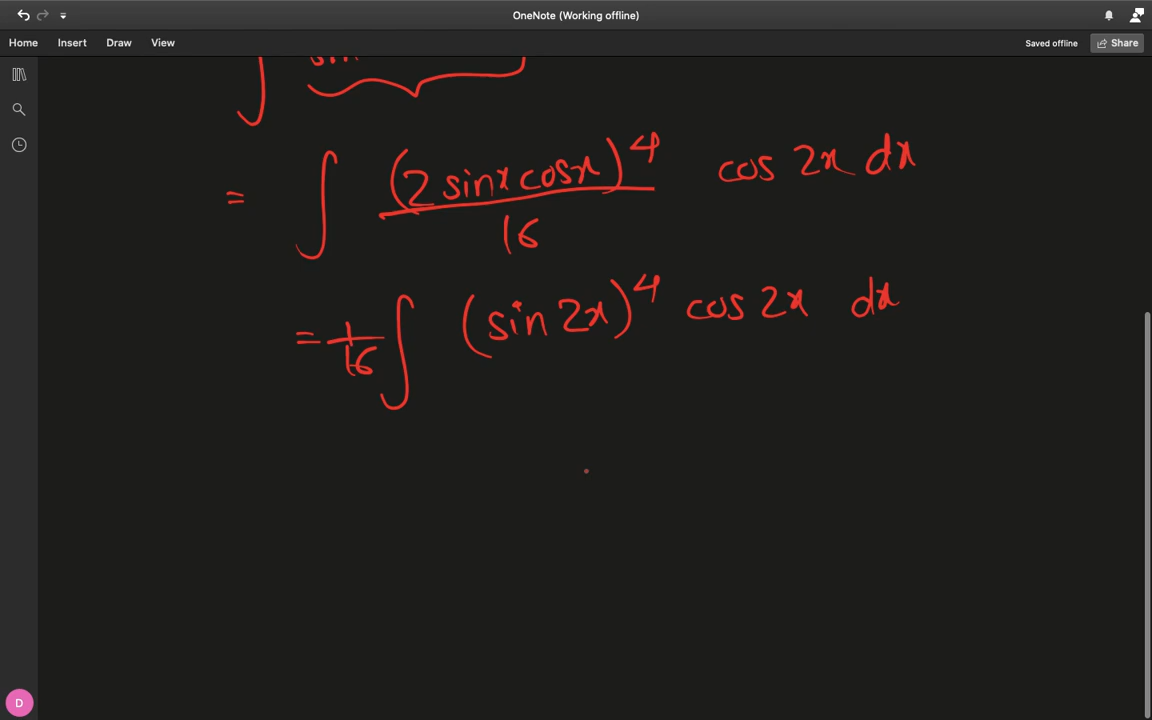 OneNote (Working offline)
Home Insert Draw View Saved offline Share
∫ sin
= ∫ (2 sinx cosx)^4 / 16 cos 2x dx
= 1/16 ∫ (sin 2x)^4 cos 2x dx
D